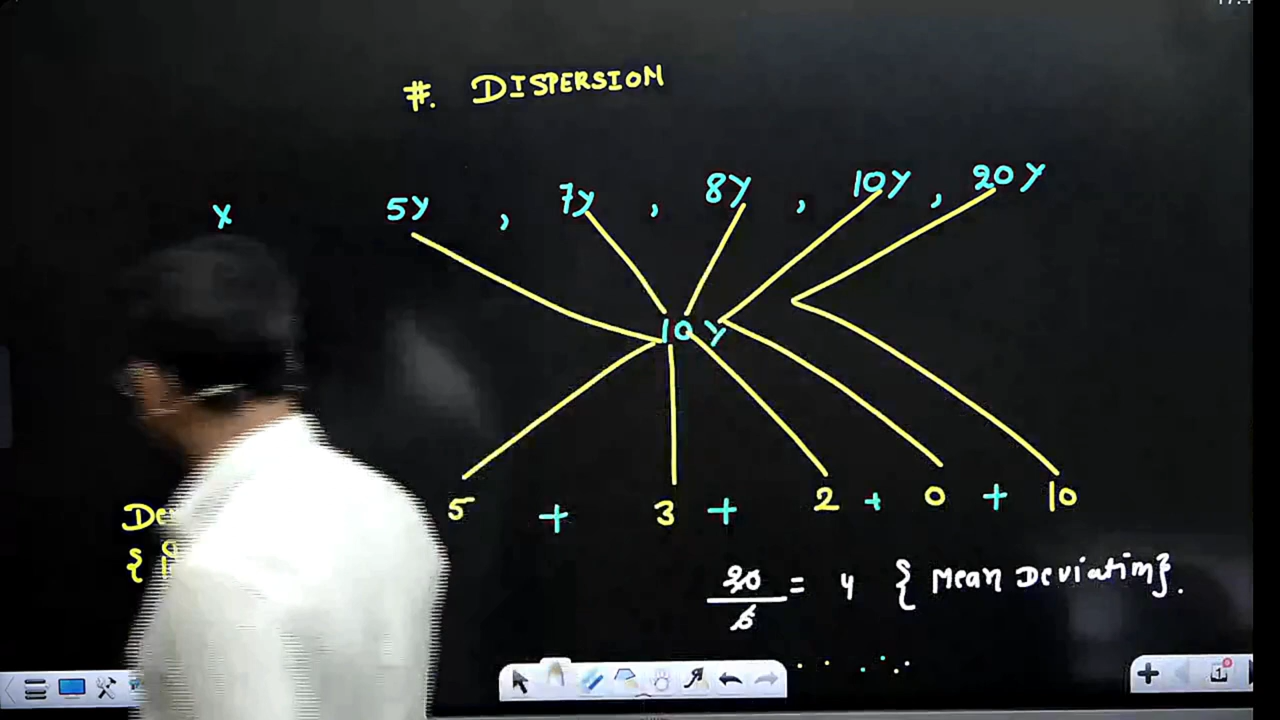 #. DISPERSION
x 5y , 7y , 8y , 10y , 20y
10y
5 + 3 + 2 + 0 + 10
20/5 = 4 { Mean Deviation}.